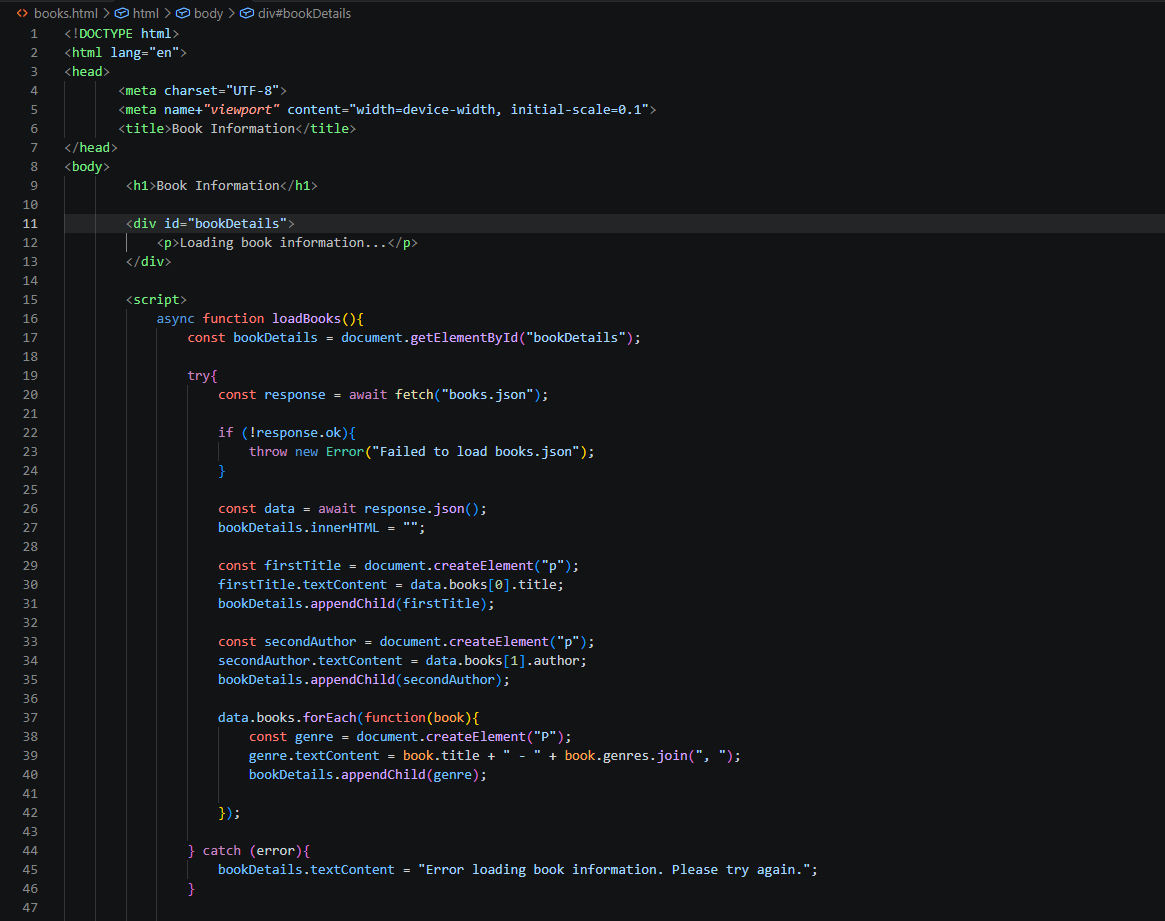 books.html > html > body > div#bookDetails
1 <!DOCTYPE html>
2 <html lang="en">
3 <head>
4 <meta charset="UTF-8">
5 <meta name+"viewport" content="width=device-width, initial-scale=0.1">
6 <title>Book Information</title>
7 </head>
8 <body>
9 <h1>Book Information</h1>
10
11 <div id="bookDetails">
12 <p>Loading book information...</p>
13 </div>
14
15 <script>
16 async function loadBooks(){
17 const bookDetails = document.getElementById("bookDetails");
18
19 try{
20 const response = await fetch("books.json");
21
22 if (!response.ok){
23 throw new Error("Failed to load books.json");
24 }
25
26 const data = await response.json();
27 bookDetails.innerHTML = "";
28
29 const firstTitle = document.createElement("p");
30 firstTitle.textContent = data.books[0].title;
31 bookDetails.appendChild(firstTitle);
32
33 const secondAuthor = document.createElement("p");
34 secondAuthor.textContent = data.books[1].author;
35 bookDetails.appendChild(secondAuthor);
36
37 data.books.forEach(function(book){
38 const genre = document.createElement("P");
39 genre.textContent = book.title + " - " + book.genres.join(", ");
40 bookDetails.appendChild(genre);
41
42 });
43
44 } catch (error){
45 bookDetails.textContent = "Error loading book information. Please try again.";
46 }
47